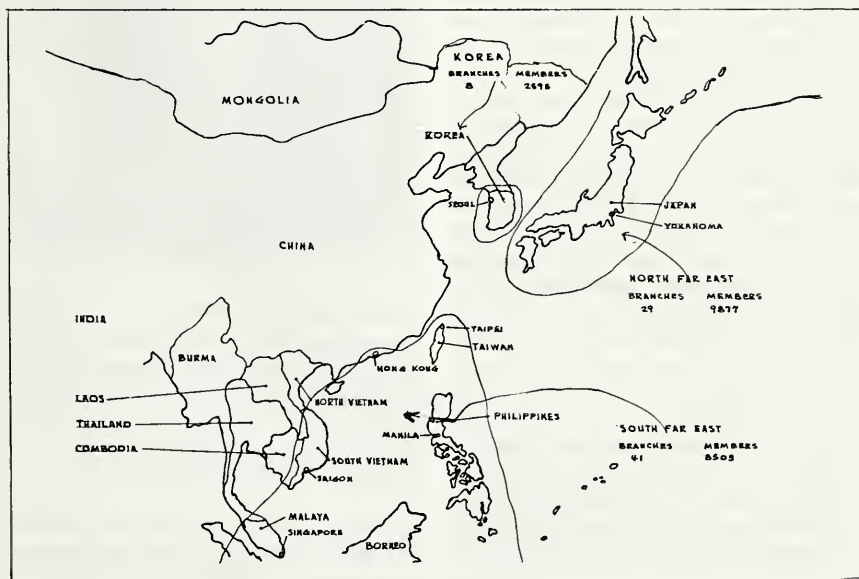 KOREA
BRANCHES MEMBERS
8 2898
MONGOLIA
KOREA
SEOUL
JAPAN
YOKAHOMA
CHINA
NORTH FAR EAST
BRANCHES MEMBERS
29 9877
INDIA
TAIPEI
TAIWAN
BURMA
HONG KONG
LAOS
NORTH VIETNAM
THAILAND
PHILIPPINES
MANILA
SOUTH FAR EAST
COMBODIA
BRANCHES MEMBERS
41 8503
SOUTH VIETNAM
SAIGON
MALAYA
SINGAPORE
BORNEO